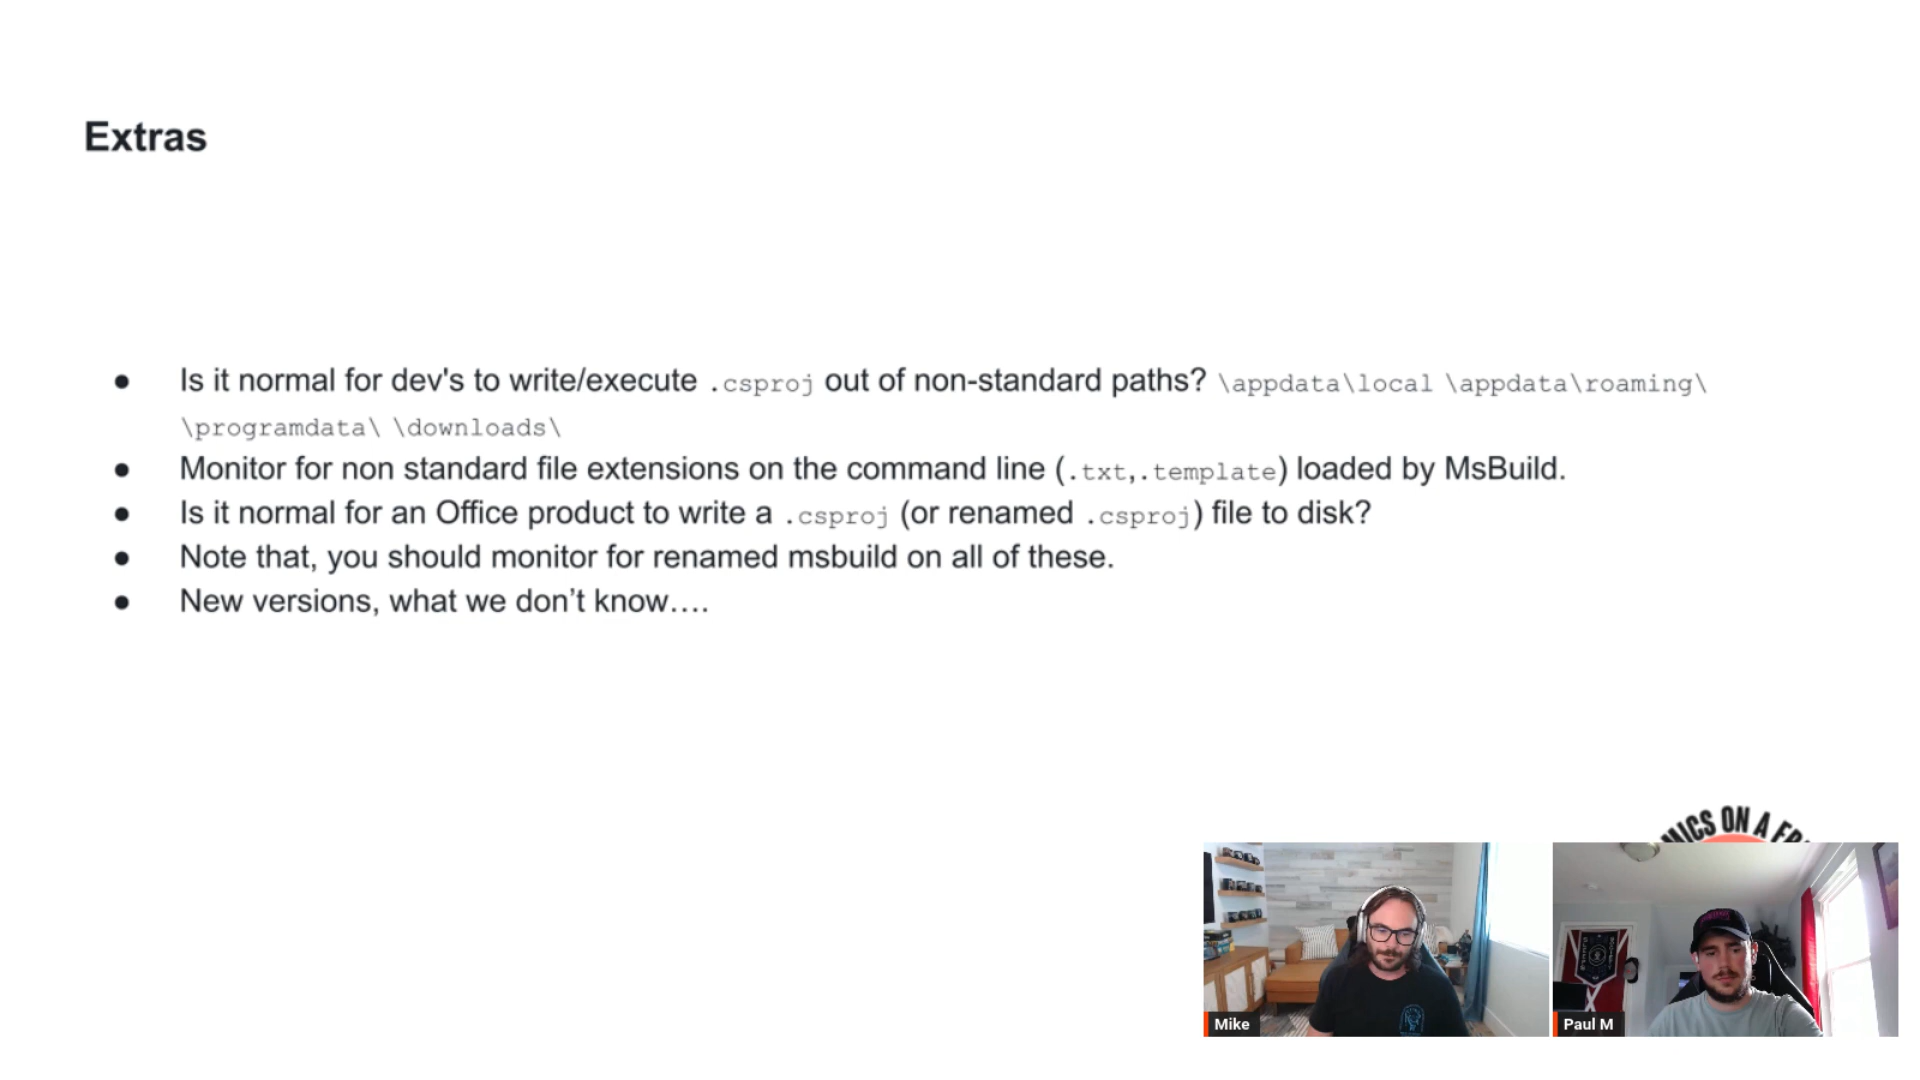 Extras
● Is it normal for dev's to write/execute .csproj out of non-standard paths? \appdata\local \appdata\roaming\
\programdata\ \downloads\
● Monitor for non standard file extensions on the command line (.txt,.template) loaded by MsBuild.
● Is it normal for an Office product to write a .csproj (or renamed .csproj) file to disk?
● Note that, you should monitor for renamed msbuild on all of these.
● New versions, what we don’t know….
ON A
Mike
Paul M